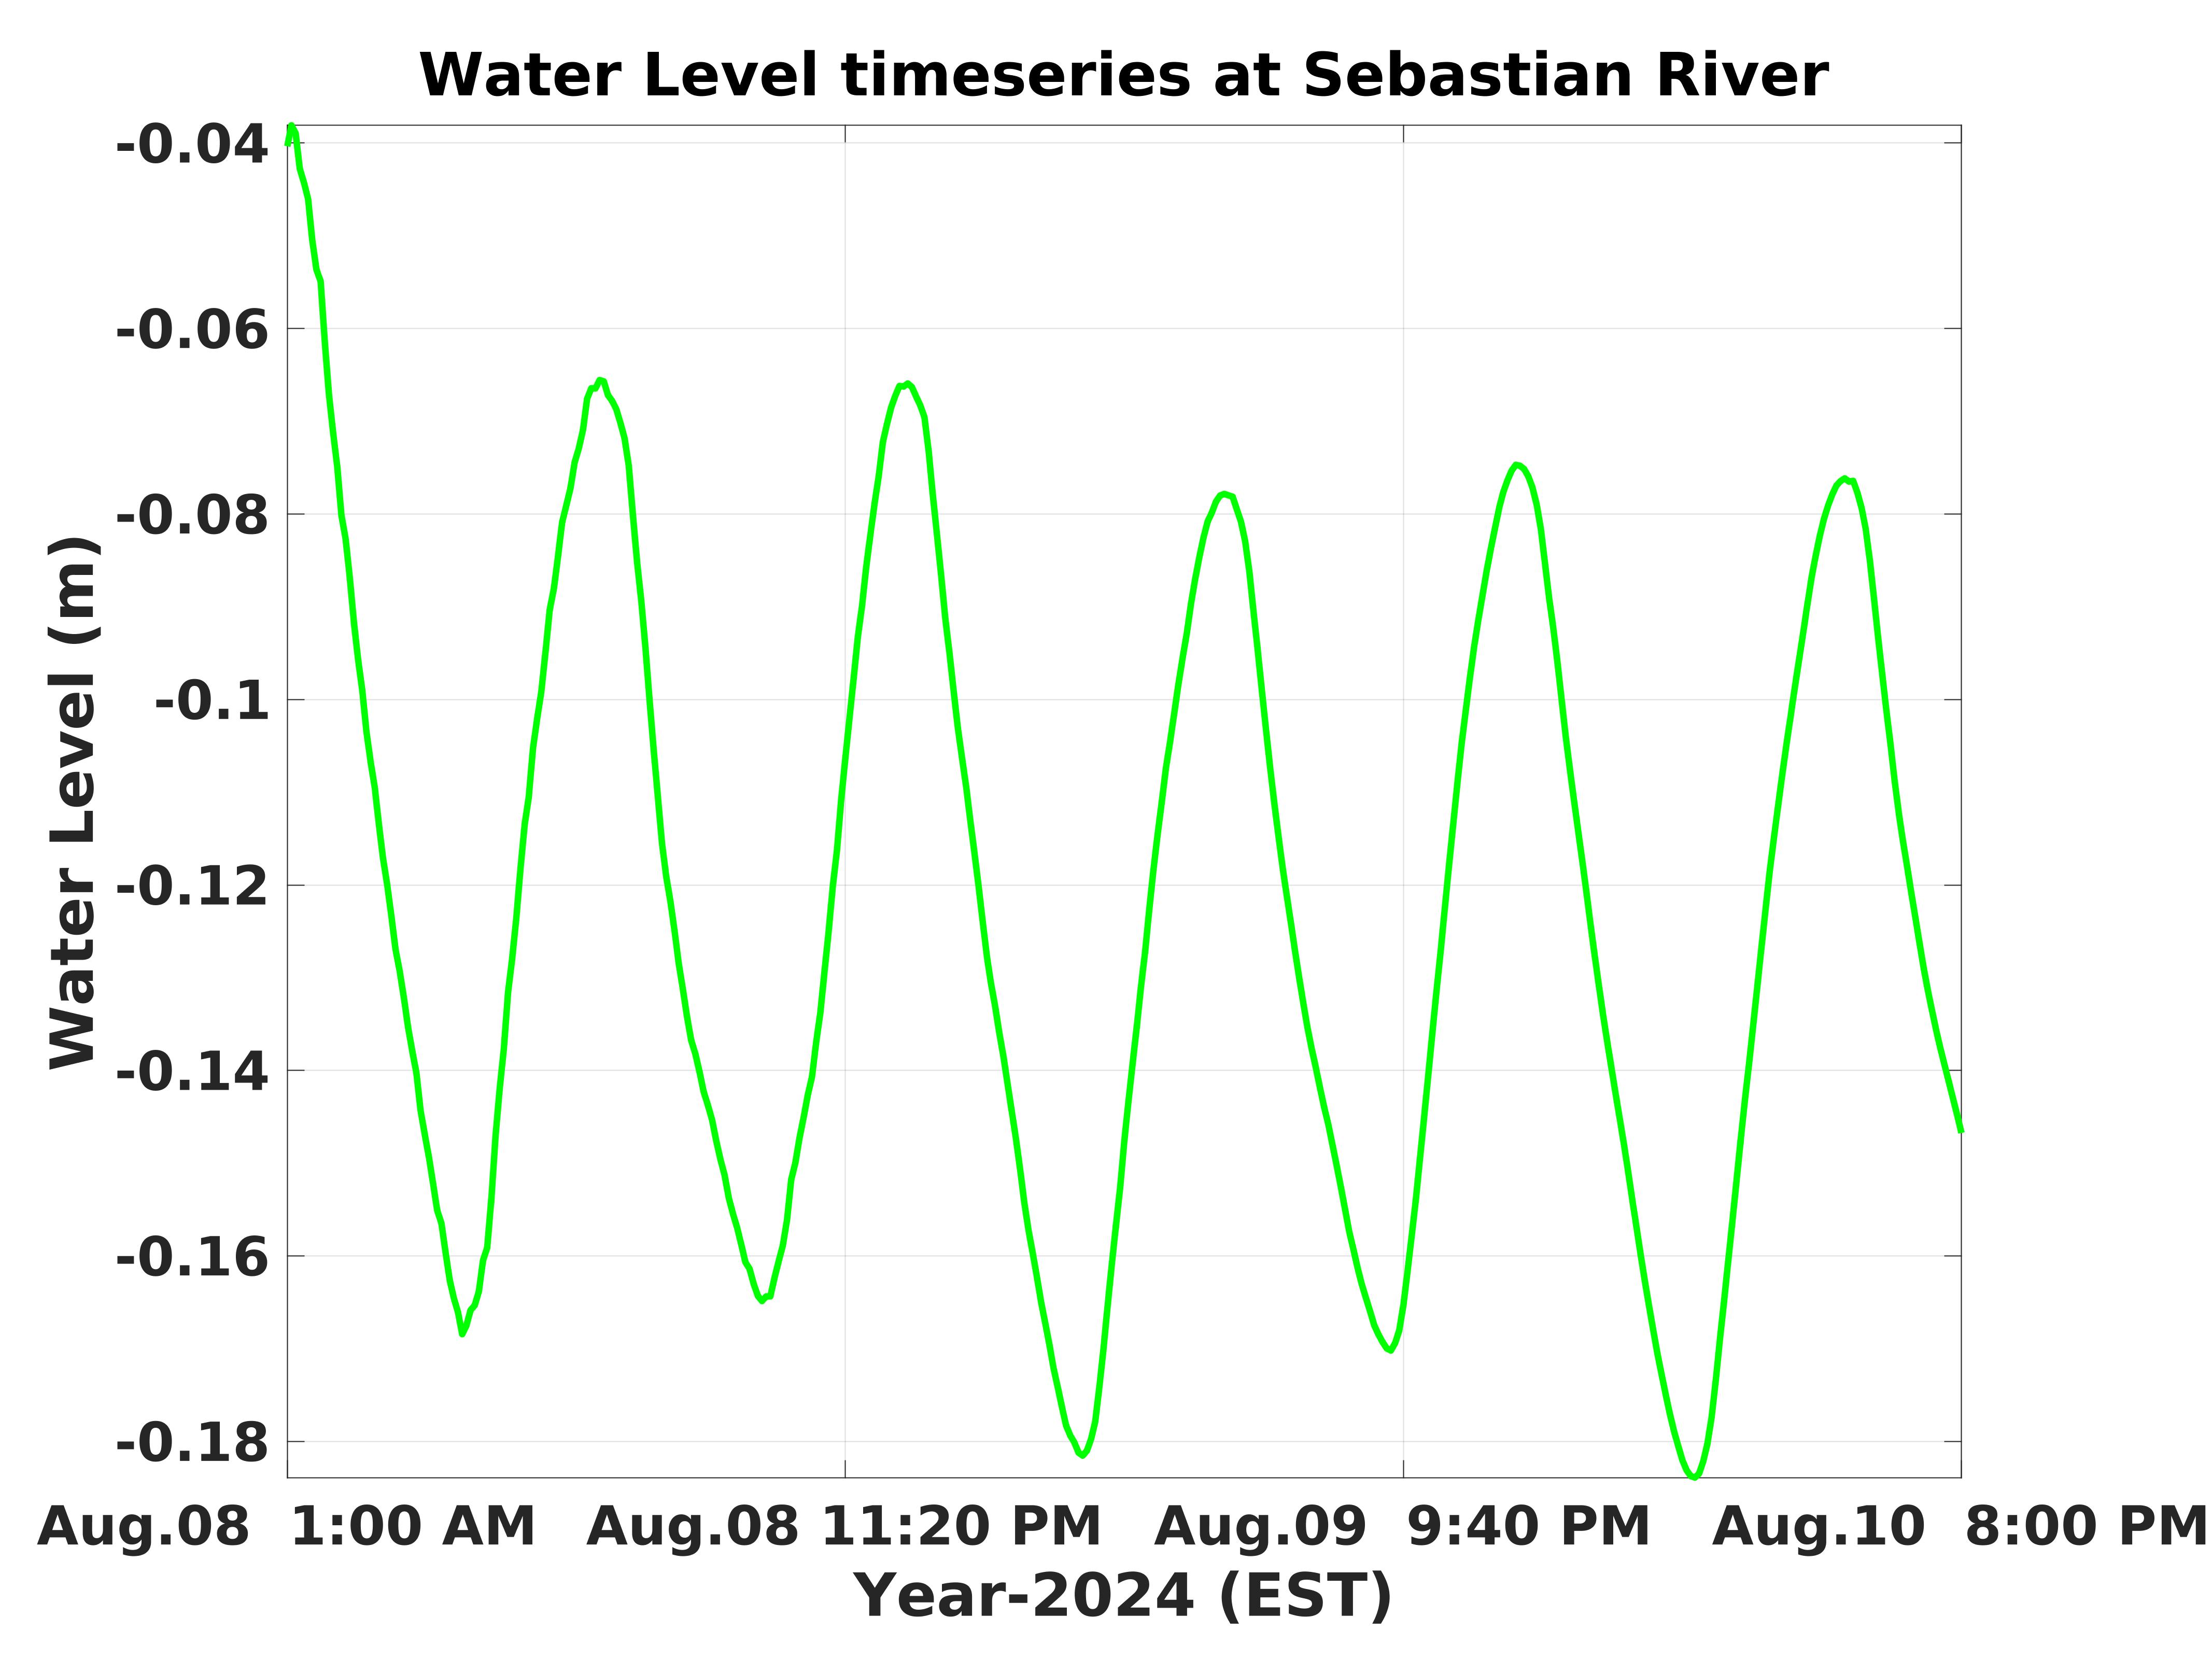 Water Level timeseries at Sebastian River
Water Level (m)
-0.04
-0.06
-0.08
-0.1
-0.12
-0.14
-0.16
-0.18
Aug.08  1:00 AM
Aug.08 11:20 PM
Aug.09  9:40 PM
Aug.10  8:00 PM
Year-2024 (EST)